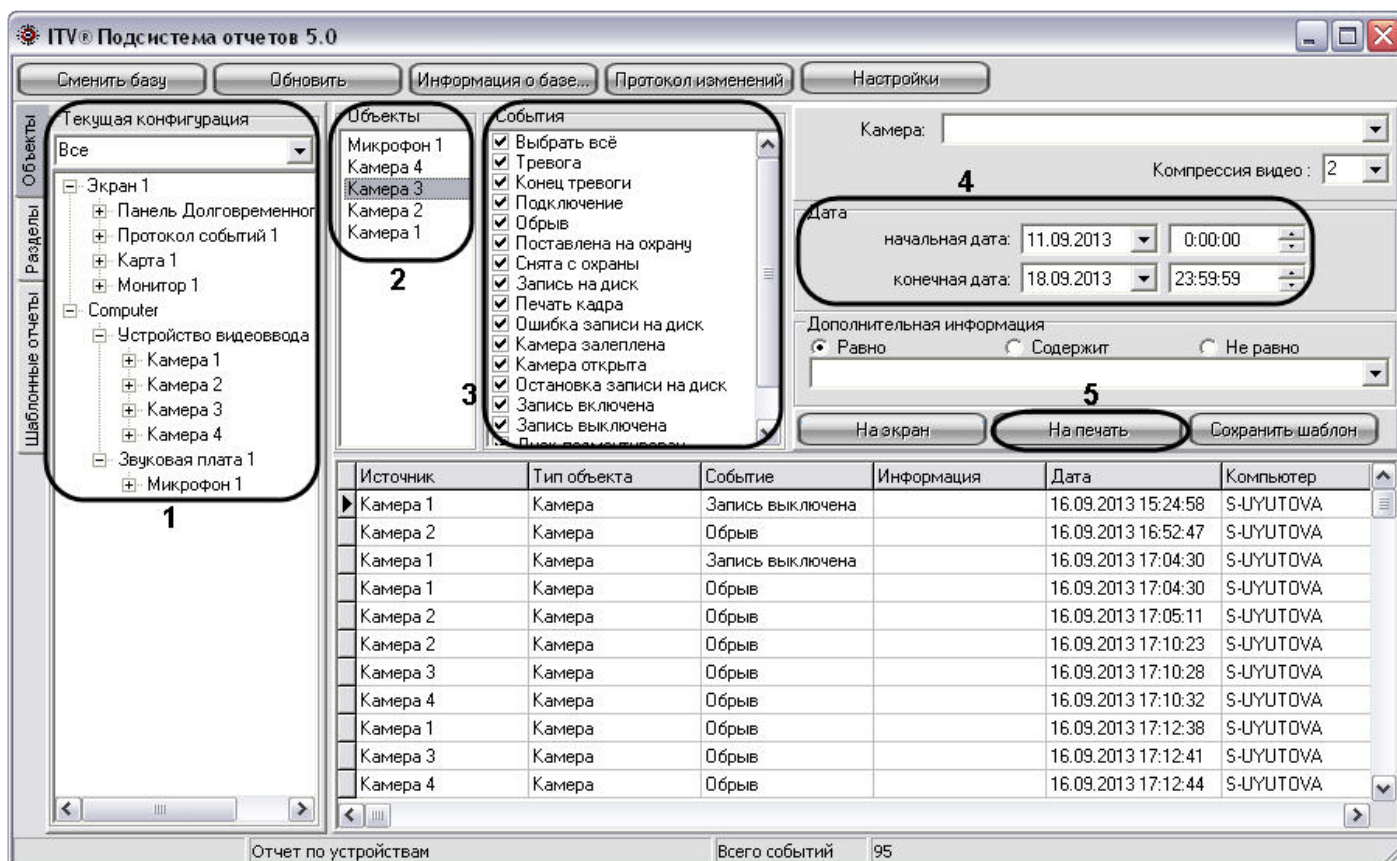 ITV® Подсистема отчетов 5.0
Сменить базу
Обновить
Информация о базе...
Протокол изменений
Настройки
Объекты
Разделы
Шаблонные отчеты
Текущая конфигурация
Все
Экран 1
Панель Долговременног
Протокол событий 1
Карта 1
Монитор 1
Computer
Устройство видеоввода
Камера 1
Камера 2
Камера 3
Камера 4
Звуковая плата 1
Микрофон 1
1
Объекты
Микрофон 1
Камера 4
Камера 3
Камера 2
Камера 1
2
События
Выбрать всё
Тревога
Конец тревоги
Подключение
Обрыв
Поставлена на охрану
Снята с охраны
Запись на диск
Печать кадра
Ошибка записи на диск
Камера залеплена
Камера открыта
Остановка записи на диск
Запись включена
Запись выключена
3
Камера:
Компрессия видео : 2
4
Дата
начальная дата: 11.09.2013 0:00:00
конечная дата: 18.09.2013 23:59:59
Дополнительная информация
Равно Содержит Не равно
5
На экран
На печать
Сохранить шаблон
Источник Тип объекта Событие Информация Дата Компьютер
Камера 1 Камера Запись выключена 16.09.2013 15:24:58 S-UYUTOVA
Камера 2 Камера Обрыв 16.09.2013 16:52:47 S-UYUTOVA
Камера 1 Камера Запись выключена 16.09.2013 17:04:30 S-UYUTOVA
Камера 1 Камера Обрыв 16.09.2013 17:04:30 S-UYUTOVA
Камера 2 Камера Обрыв 16.09.2013 17:05:11 S-UYUTOVA
Камера 2 Камера Обрыв 16.09.2013 17:10:23 S-UYUTOVA
Камера 3 Камера Обрыв 16.09.2013 17:10:28 S-UYUTOVA
Камера 4 Камера Обрыв 16.09.2013 17:10:32 S-UYUTOVA
Камера 1 Камера Обрыв 16.09.2013 17:12:38 S-UYUTOVA
Камера 3 Камера Обрыв 16.09.2013 17:12:41 S-UYUTOVA
Камера 4 Камера Обрыв 16.09.2013 17:12:44 S-UYUTOVA
Отчет по устройствам
Всего событий 95